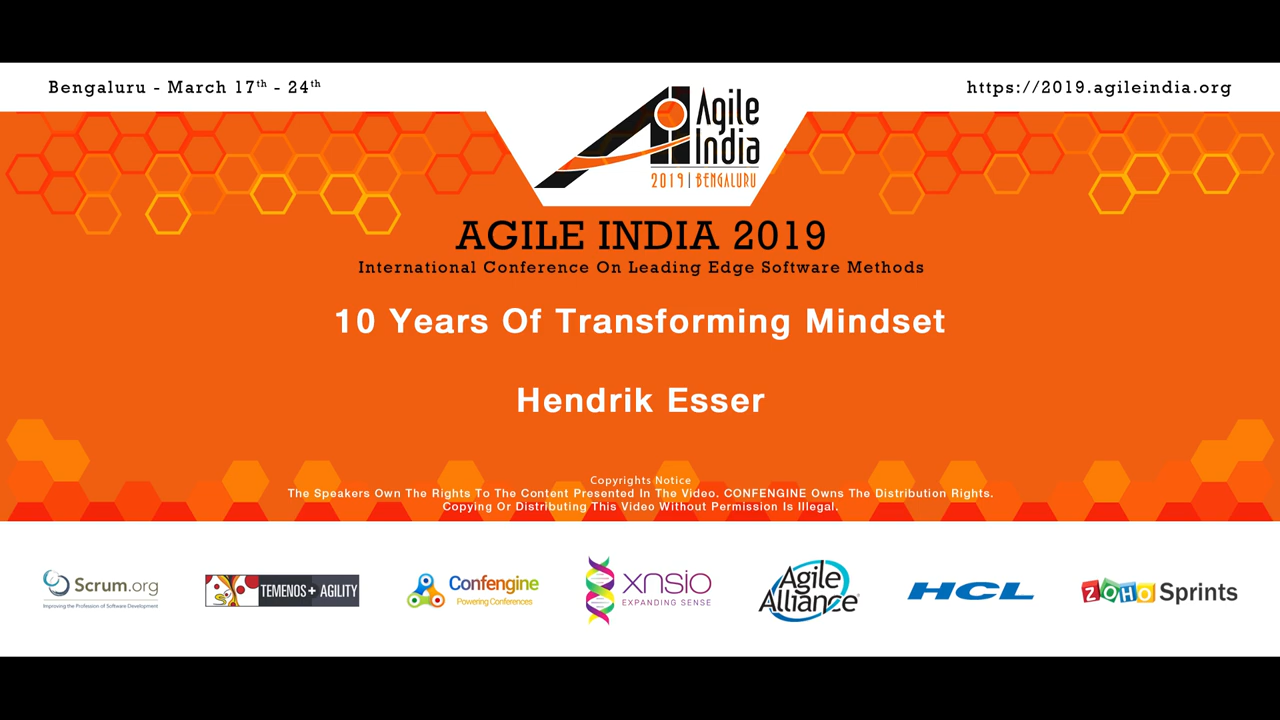 Bengaluru - March 17th - 24th
https://2019.agileindia.org
Agile
India
2019 | BENGALURU
AGILE INDIA 2019
International Conference On Leading Edge Software Methods
10 Years Of Transforming Mindset
Hendrik Esser
Copyrights Notice
The Speakers Own The Rights To The Content Presented In The Video. CONFENGINE Owns The Distribution Rights.
Copying Or Distributing This Video Without Permission Is Illegal.
Scrum.org
Improving the Profession of Software Development
TEMENOS+ AGILITY
Confengine
Powering Conferences
xnsio
EXPANDING SENSE
Agile
Alliance®
HCL
ZOHO Sprints